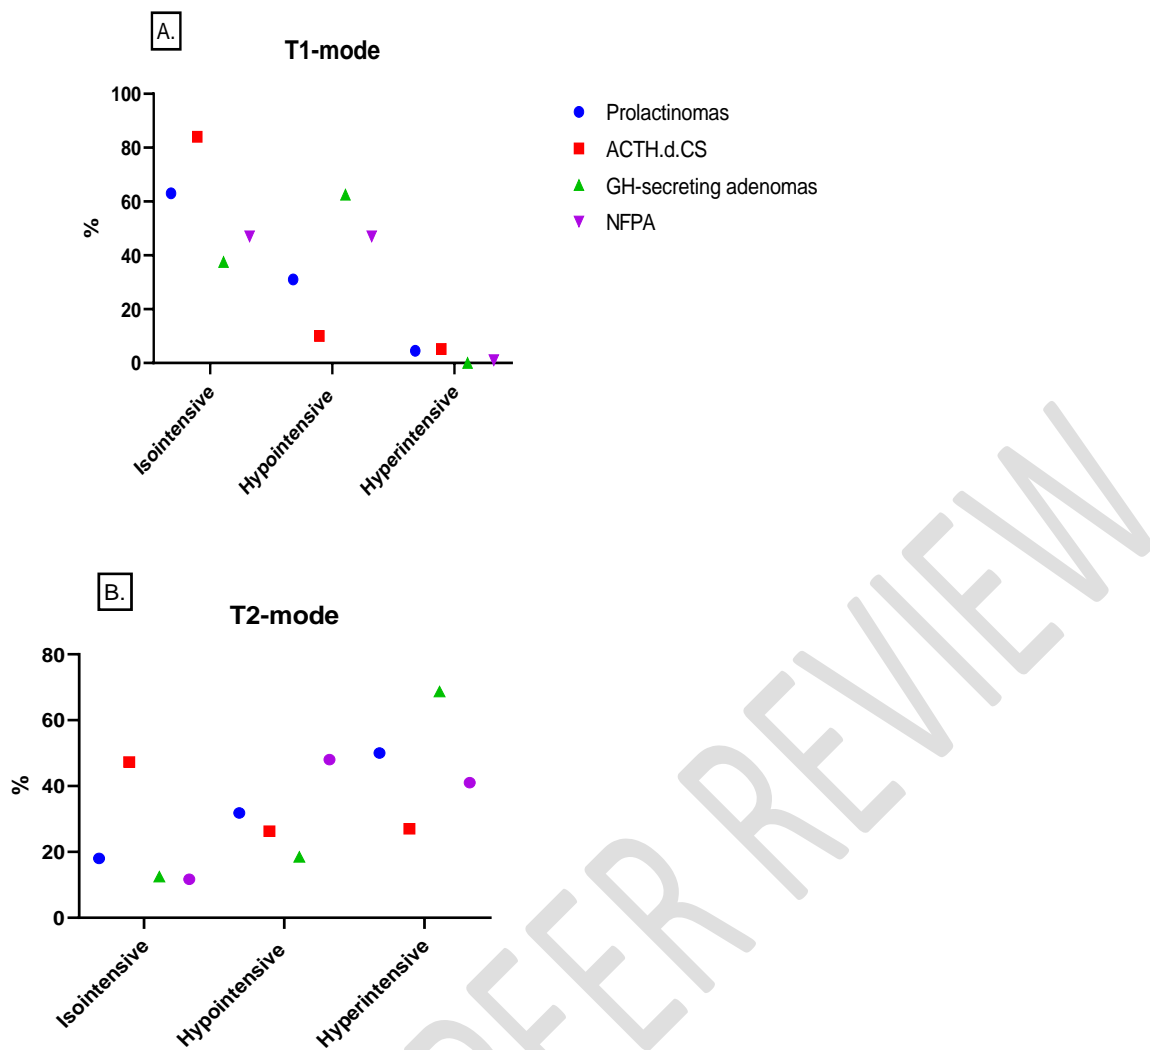 A.
T1-mode
100
80
60
40
20
0
%
Isointensive
Hypointensive
Hyperintensive
Prolactinomas
ACTH.d.CS
GH-secreting adenomas
NFPA
B.
T2-mode
80
60
40
20
0
%
Isointensive
Hypointensive
Hyperintensive
PEER REVIEW